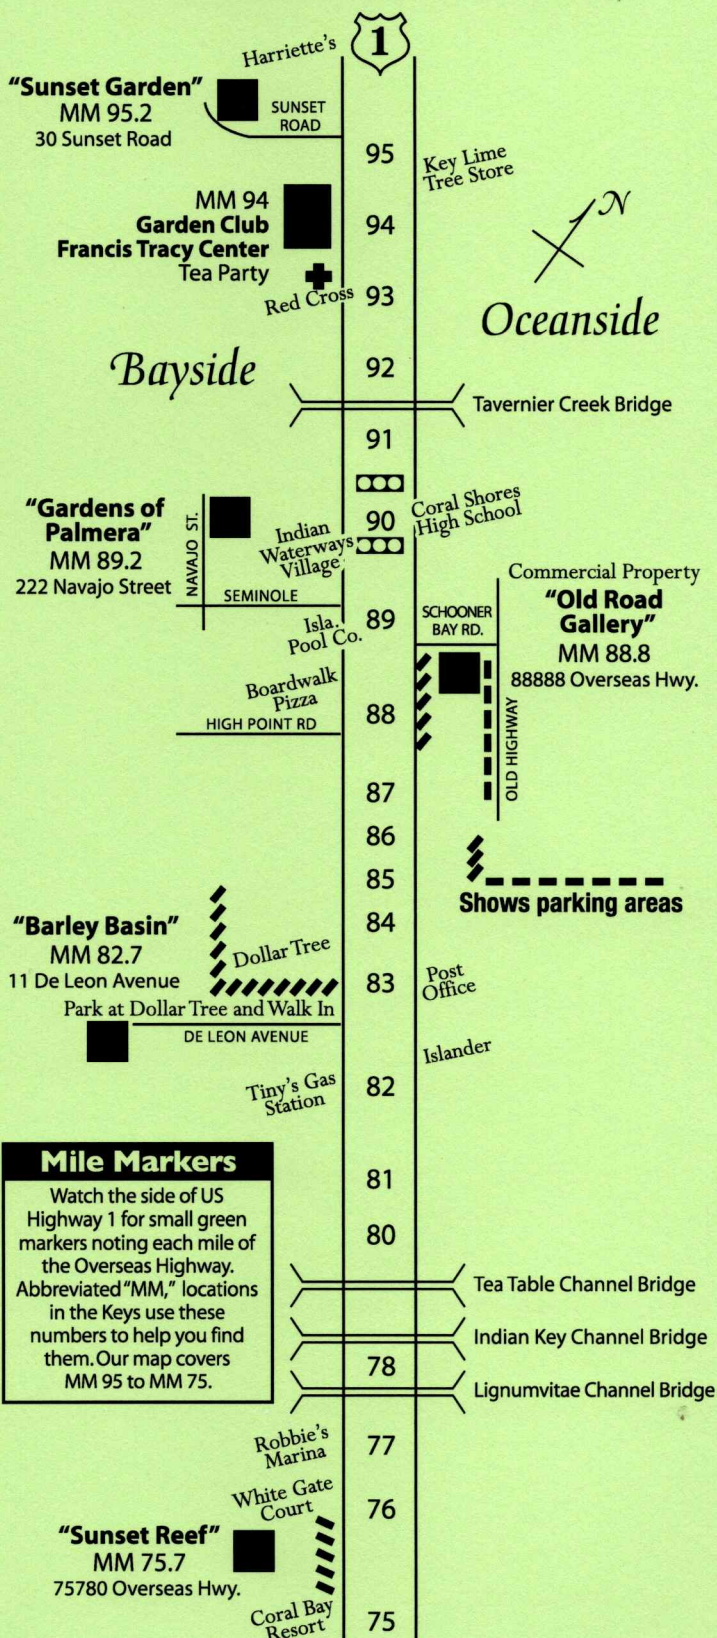 1
Harriette's
"Sunset Garden"
MM 95.2
30 Sunset Road
SUNSET
ROAD
95
Key Lime
Tree Store
N
MM 94
Garden Club
Francis Tracy Center
Tea Party
94
Red Cross
93
Oceanside
Bayside
92
Tavernier Creek Bridge
91
"Gardens of
Palmera"
MM 89.2
222 Navajo Street
NAVAJO ST.
Indian
Waterways
Village
90
Coral Shores
High School
SEMINOLE
Isla.
Pool Co.
89
SCHOONER
BAY RD.
Commercial Property
"Old Road
Gallery"
MM 88.8
88888 Overseas Hwy.
OLD HIGHWAY
Boardwalk
Pizza
88
HIGH POINT RD
87
86
85
Shows parking areas
84
"Barley Basin"
MM 82.7
11 De Leon Avenue
Dollar Tree
83
Post
Office
Park at Dollar Tree and Walk In
DE LEON AVENUE
Islander
Tiny's Gas
Station
82
Mile Markers
Watch the side of US
Highway 1 for small green
markers noting each mile of
the Overseas Highway.
Abbreviated "MM," locations
in the Keys use these
numbers to help you find
them. Our map covers
MM 95 to MM 75.
81
80
Tea Table Channel Bridge
Indian Key Channel Bridge
78
Lignumvitae Channel Bridge
Robbie's
Marina
77
White Gate
Court
76
"Sunset Reef"
MM 75.7
75780 Overseas Hwy.
Coral Bay
Resort
75